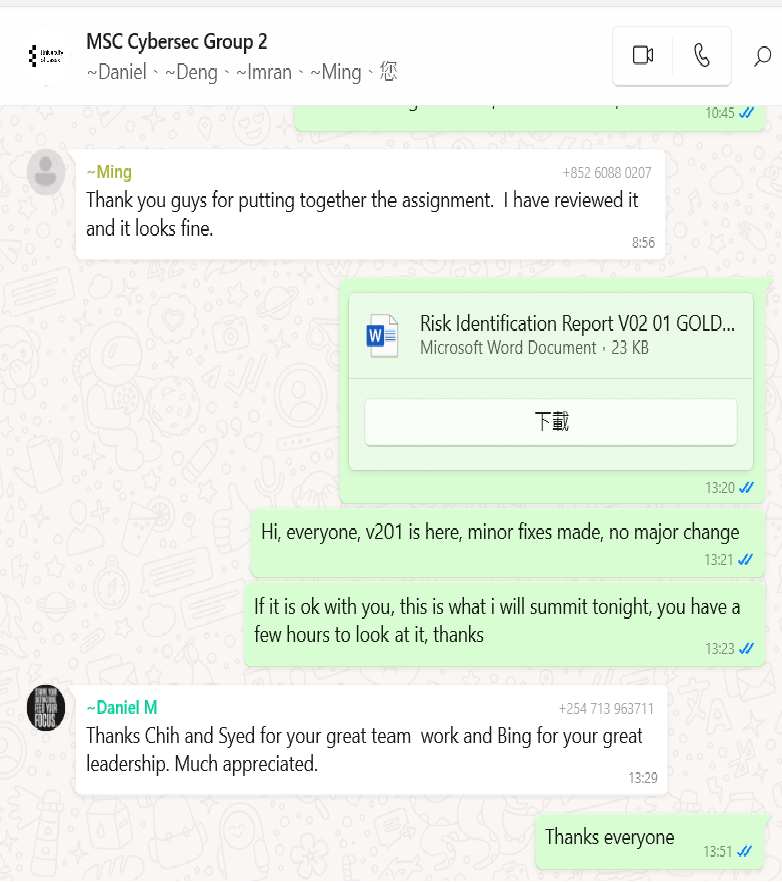 MSC Cybersec Group 2
~Daniel、~Deng、~Imran、~Ming、您
10:45
~Ming
+852 6088 0207
Thank you guys for putting together the assignment.  I have reviewed it
and it looks fine.
8:56
Risk Identification Report V02 01 GOLD...
Microsoft Word Document • 23 KB
下載
13:20
Hi, everyone, v201 is here, minor fixes made, no major change
13:21
If it is ok with you, this is what i will summit tonight, you have a
few hours to look at it, thanks
13:23
~Daniel M
+254 713 963711
Thanks Chih and Syed for your great team  work and Bing for your great
leadership. Much appreciated.
13:29
Thanks everyone
13:51